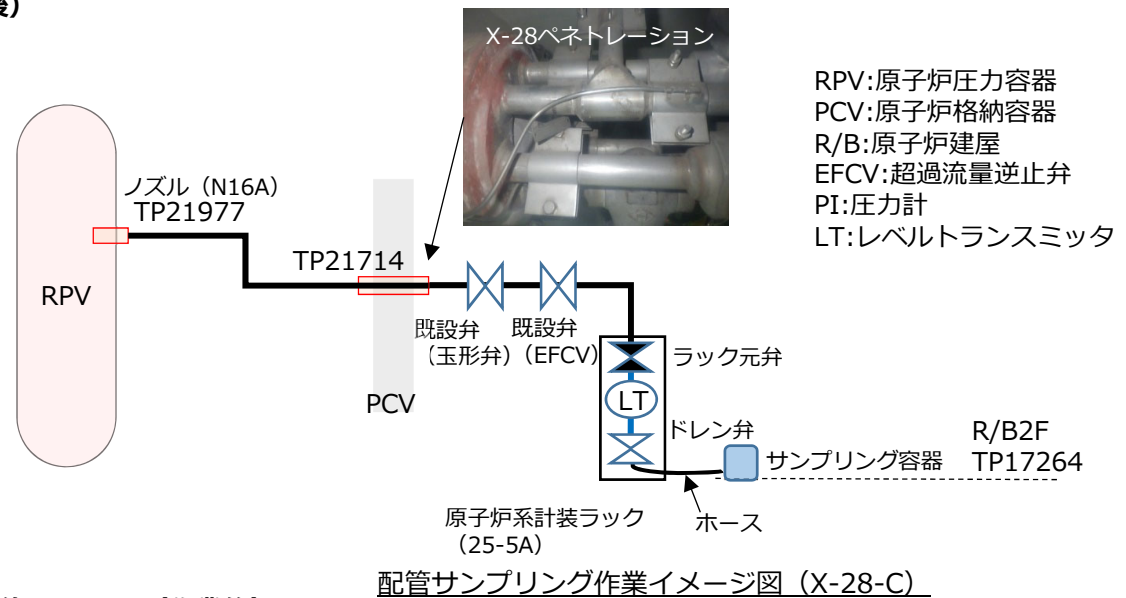 後）
X-28ペネトレーション
RPV:原子炉圧力容器
PCV:原子炉格納容器
R/B:原子炉建屋
EFCV:超過流量逆止弁
PI:圧力計
LT:レベルトランスミッタ
ノズル（N16A）
TP21977
TP21714
RPV
既設弁
（玉形弁）
既設弁
（EFCV）
ラック元弁
LT
PCV
ドレン弁
R/B2F
サンプリング容器
TP17264
原子炉系計装ラック
（25-5A）
ホース
配管サンプリング作業イメージ図（X-28-C）